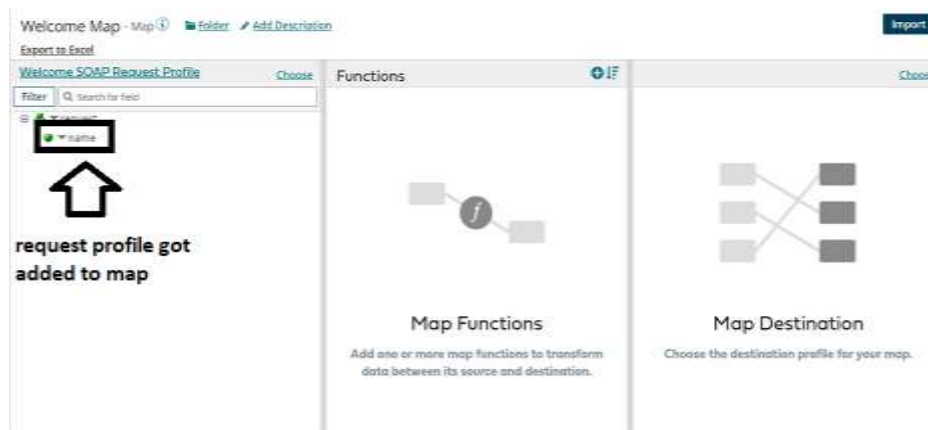 Welcome Map - Map Folder Add Description
Import
Export to Excel
Welcome SOAP Request Profile Choose
Filter Search for field
request
name
request profile got
added to map
Functions
Map Functions
Add one or more map functions to transform
data between its source and destination.
Choose
Map Destination
Choose the destination profile for your map.